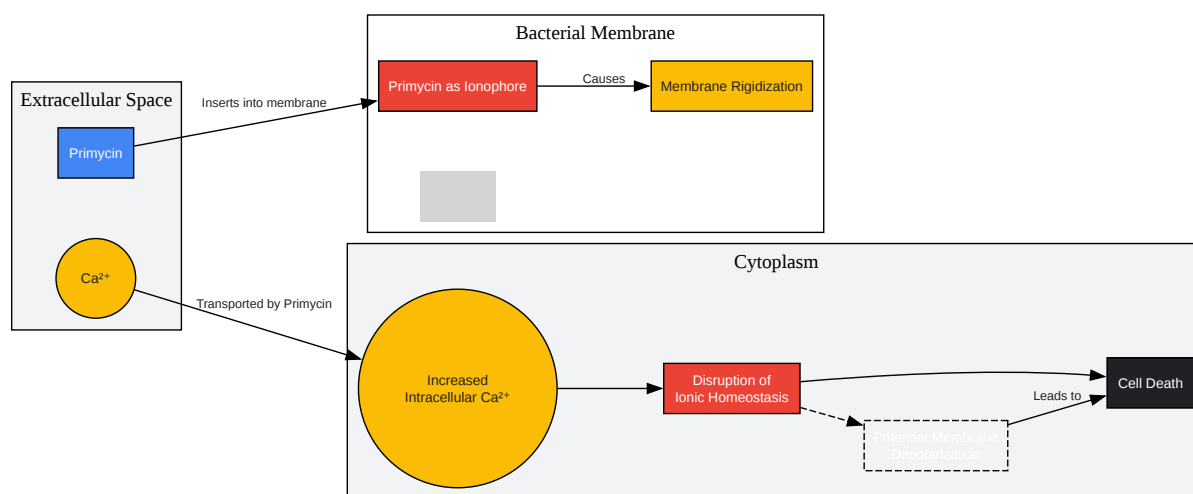 Bacterial Membrane
Extracellular Space
Primycin as Ionophore
Causes
Membrane Rigidization
Inserts into membrane
Primycin
Cytoplasm
Ca²⁺
Transported by Primycin
Increased
Intracellular Ca²⁺
Disruption of
Ionic Homeostasis
Cell Death
Leads to
Potential Membrane
Depolarization